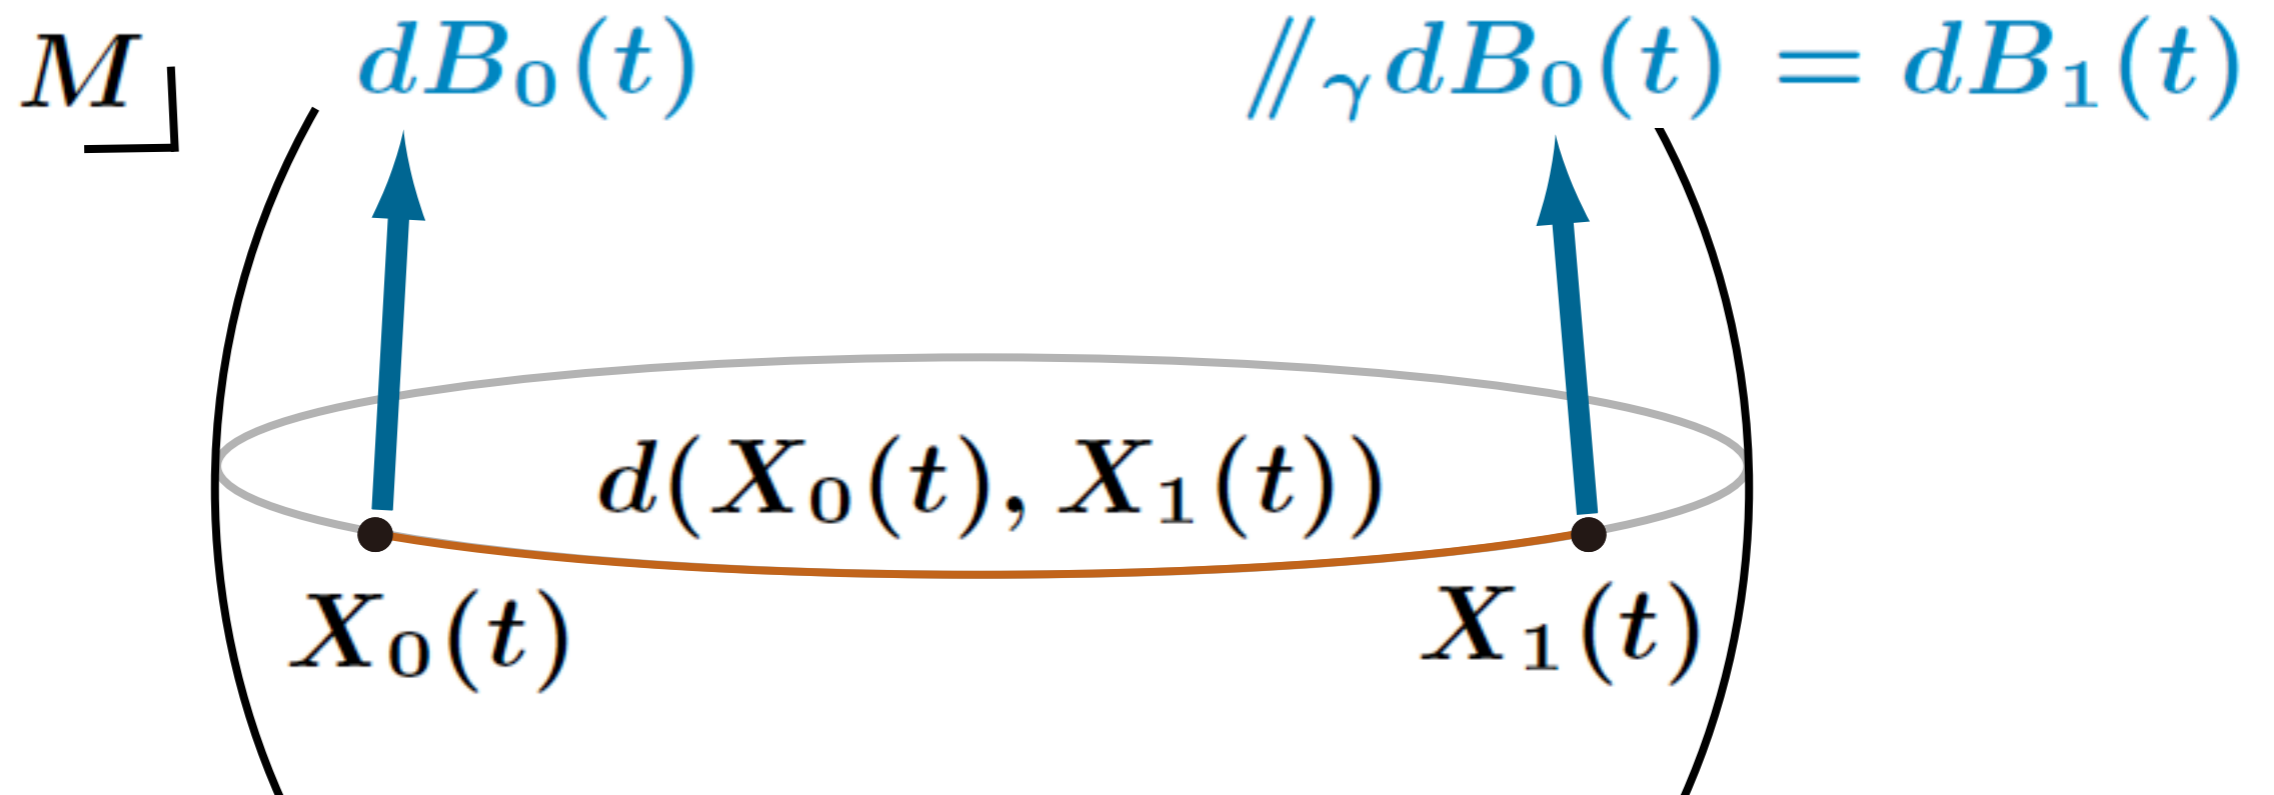 M
dB₀(t)
//ᵧdB₀(t) = dB₁(t)
d(X₀(t), X₁(t))
X₀(t)
X₁(t)